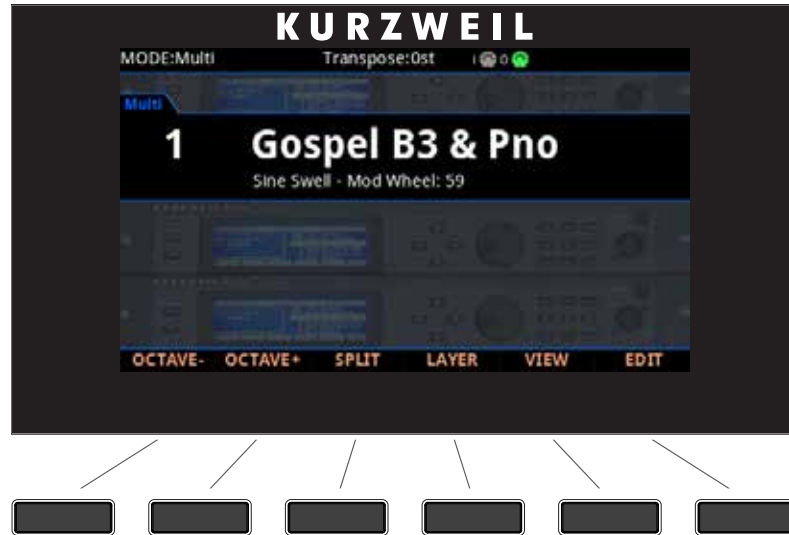 KURZWEIL
MODE:Multi Transpose:0st I O
Multi
1 Gospel B3 & Pno
Sine Swell - Mod Wheel: 59
OCTAVE- OCTAVE+ SPLIT LAYER VIEW EDIT